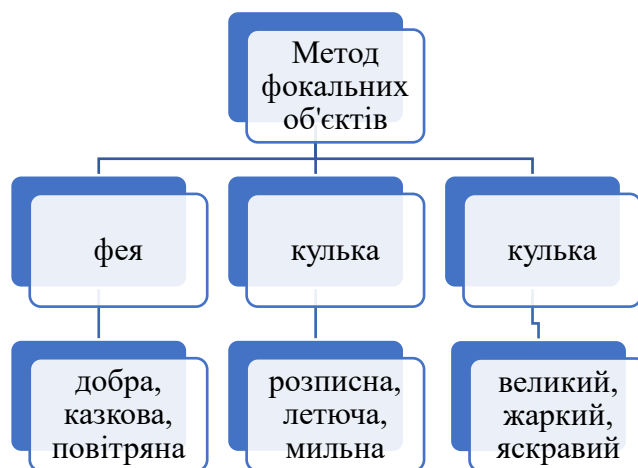 Метод
фокальних
об'єктів
фея
кулька
кулька
добра,
казкова,
повітряна
розписна,
летюча,
мильна
великий,
жаркий,
яскравий